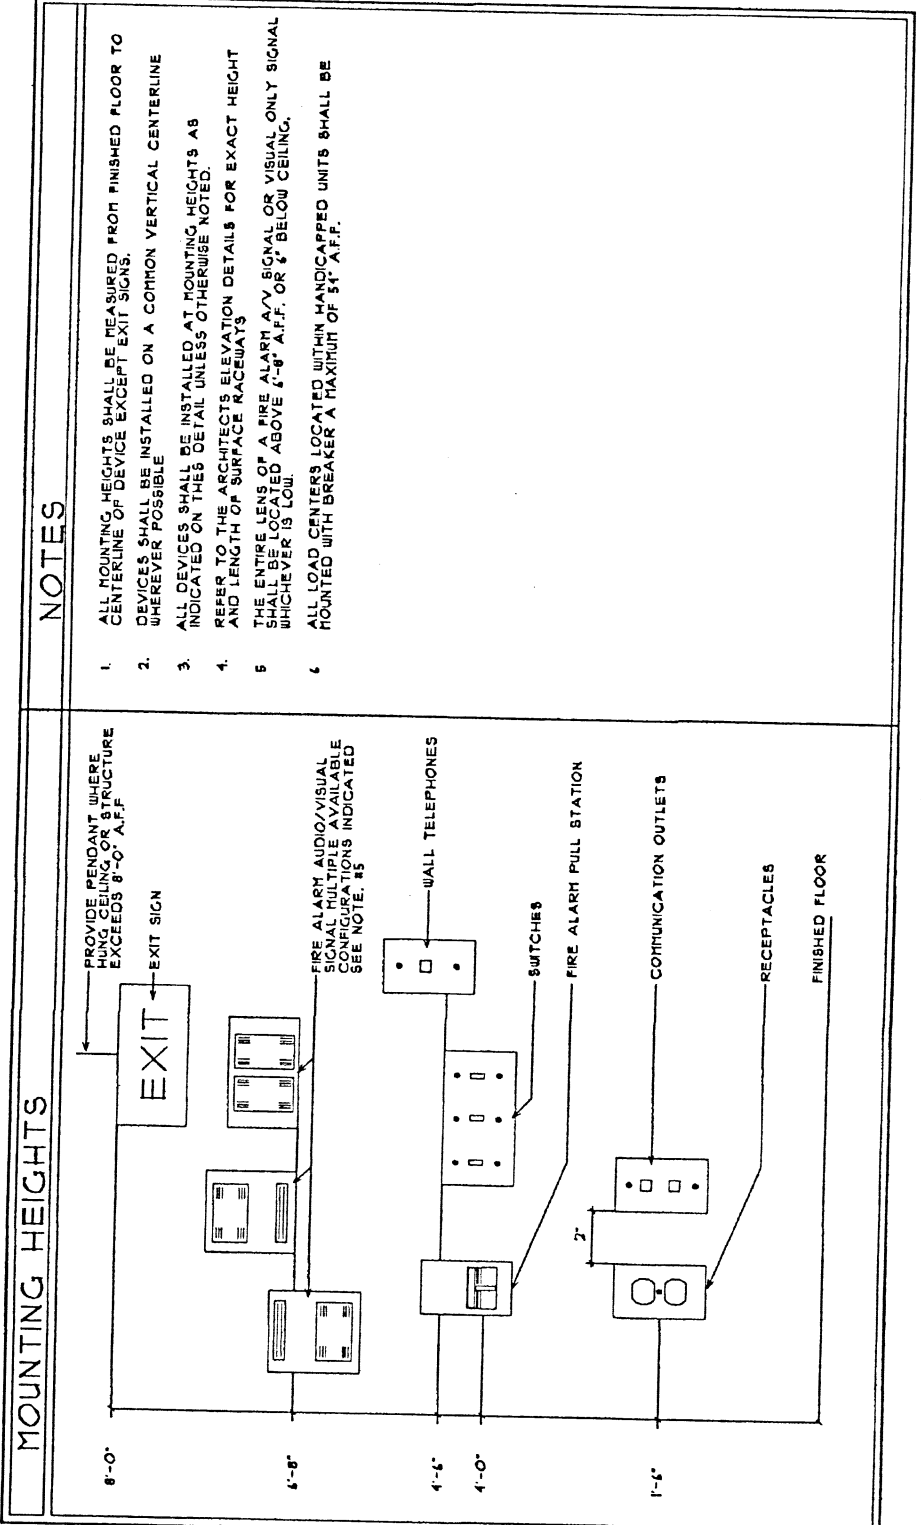 MOUNTING HEIGHTS
8'-0"
6'-8"
4'-6"
4'-0"
1'-6"
PROVIDE PENDANT WHERE
HUNG CEILING OR STRUCTURE
EXCEEDS 8'-0" A.F.F
EXIT
EXIT SIGN
FIRE ALARM AUDIO/VISUAL
SIGNAL MULTIPLE AVAILABLE
CONFIGURATIONS INDICATED
SEE NOTE. #5
WALL TELEPHONES
SWITCHES
FIRE ALARM PULL STATION
2"
COMMUNICATION OUTLETS
RECEPTACLES
FINISHED FLOOR
NOTES
1. ALL MOUNTING HEIGHTS SHALL BE MEASURED FROM FINISHED FLOOR TO
CENTERLINE OF DEVICE EXCEPT EXIT SIGNS.
2. DEVICES SHALL BE INSTALLED ON A COMMON VERTICAL CENTERLINE
WHEREVER POSSIBLE
3. ALL DEVICES SHALL BE INSTALLED AT MOUNTING HEIGHTS AS
INDICATED ON THES DETAIL UNLESS OTHERWISE NOTED.
4. REFER TO THE ARCHITECTS ELEVATION DETAILS FOR EXACT HEIGHT
AND LENGTH OF SURFACE RACEWAYS
5 THE ENTIRE LENS OF A FIRE ALARM A/V SIGNAL OR VISUAL ONLY SIGNAL
SHALL BE LOCATED ABOVE 6'-8" A.F.F. OR 6" BELOW CEILING,
WHICHEVER IS LOW.
6 ALL LOAD CENTERS LOCATED WITHIN HANDICAPPED UNITS SHALL BE
MOUNTED WITH BREAKER A MAXIMUM OF 54" A.F.F.